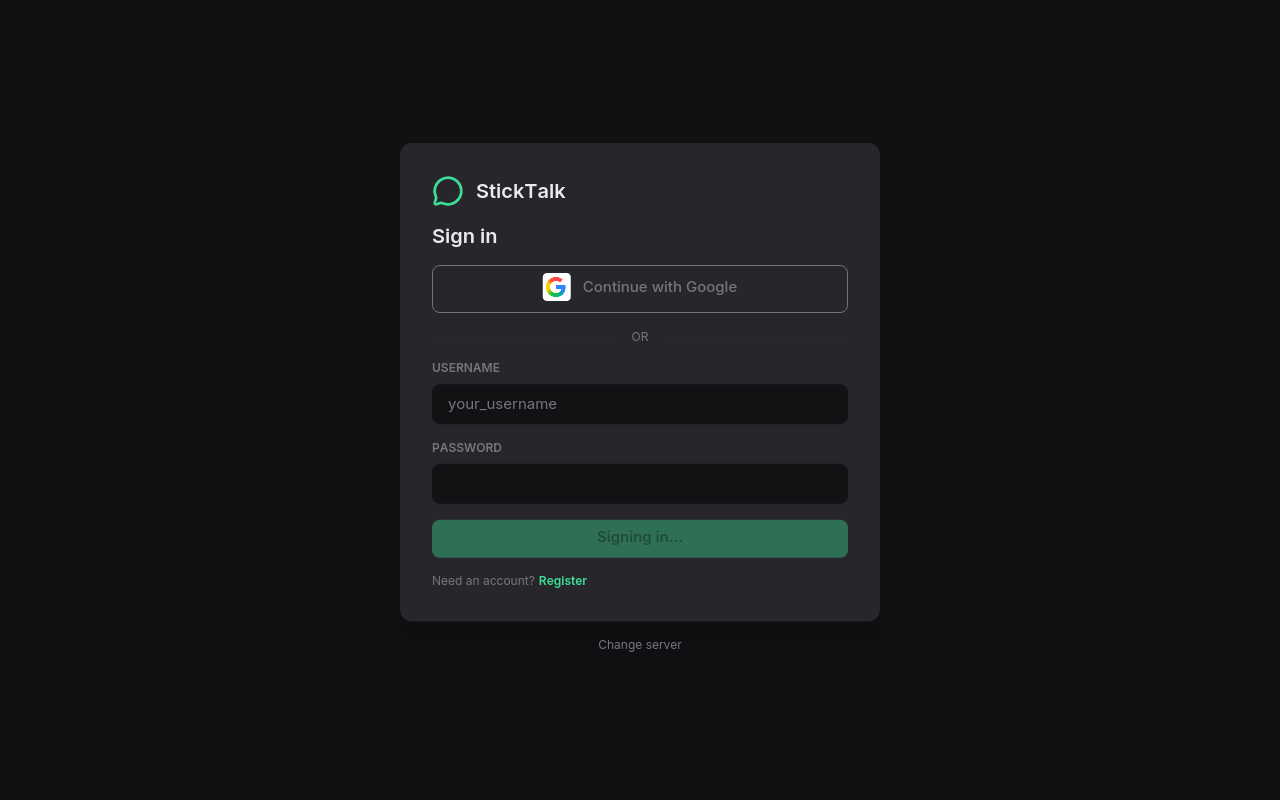 StickTalk
Sign in
Continue with Google
OR
USERNAME
your_username
PASSWORD
Signing in...
Need an account? Register
Change server